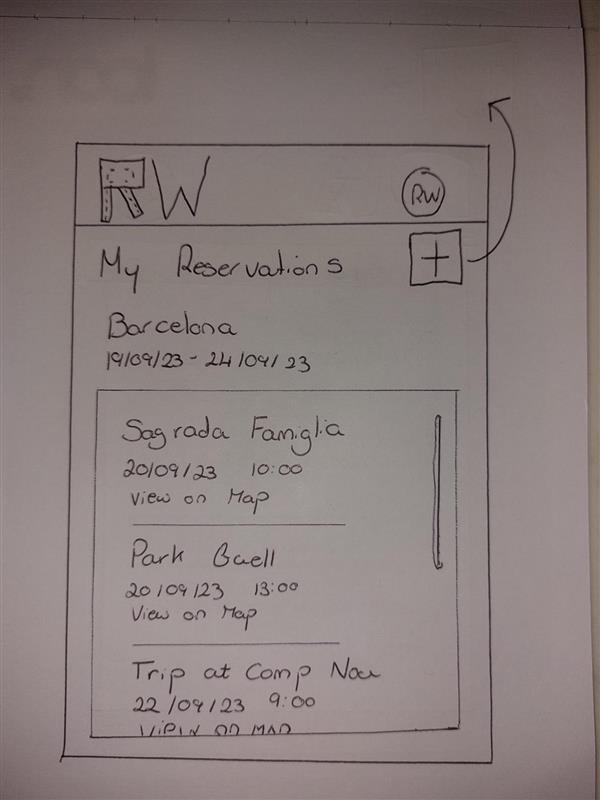 RW
RW
My Reservations
+
Barcelona
19/09/23 - 24/09/23
Sagrada Famiglia
20/09/23 10:00
View on Map
Park Guell
20/09/23 13:00
View on Map
Trip at Comp Nou
22/09/23 9:00
View on Map